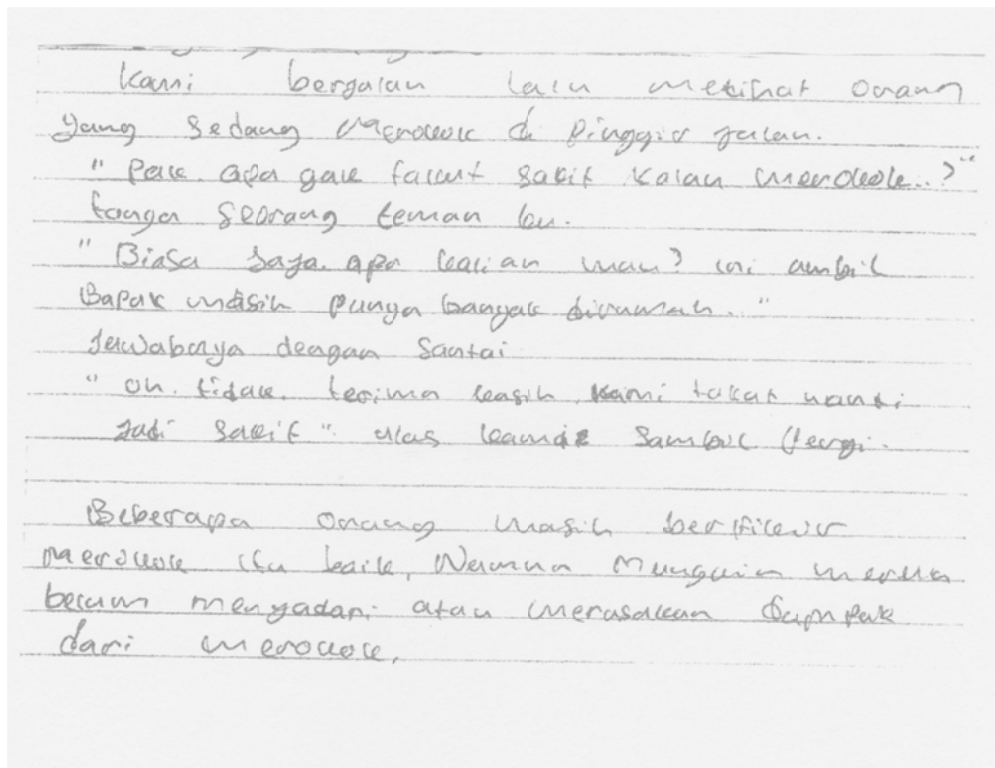 Kami berjalan lalu melihat orang
yang sedang merokok di pinggir jalan.
"Pak. apa gak takut sakit kalau merokok..?"
tanya seorang teman ku.
"Biasa saja. apa kalian mau? ini ambil
Bapak masih punya banyak dirumah.."
Jawabnya dengan Santai
"oh. tidak. terima kasih. kami takut nanti
jadi sakit". sambil pergi.
Beberapa orang masih berfikir
merokok itu baik, Namun Mungkin mereka
belum menyadari atau merasakan dampak
dari merokok.